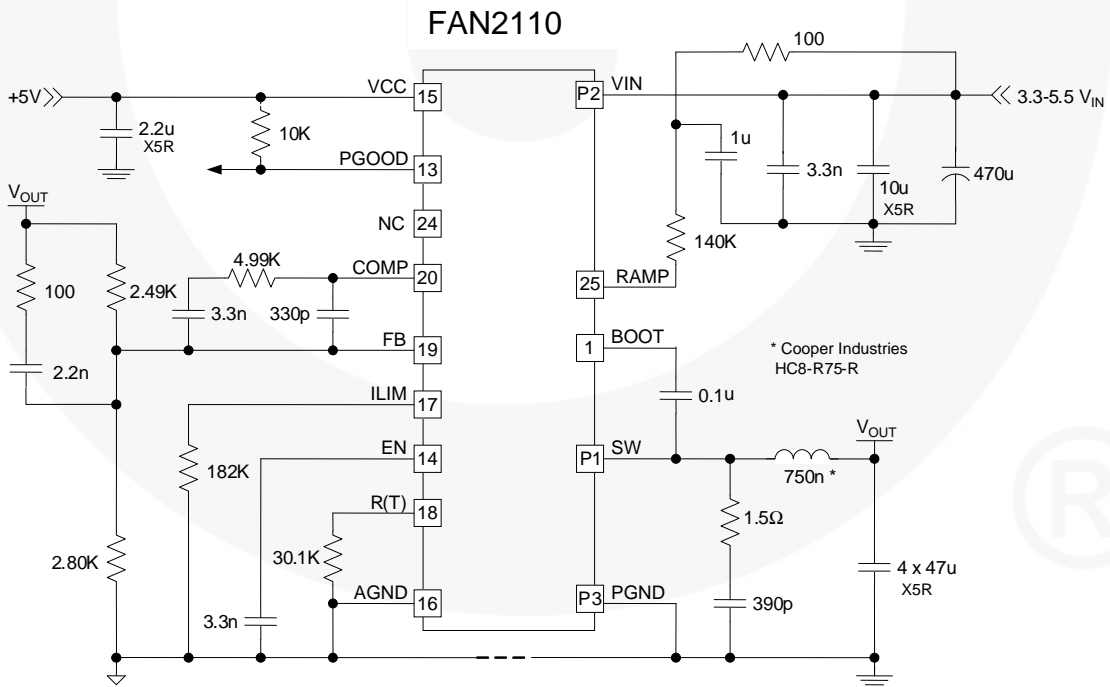 FAN2110
100
+5V
VCC
15
P2
VIN
3.3-5.5 VIN
2.2u
X5R
10K
1u
3.3n
10u
X5R
470u
PGOOD
13
VOUT
NC
24
140K
4.99K
COMP
20
RAMP
25
100
2.49K
3.3n
330p
FB
19
1
BOOT
* Cooper Industries
HC8-R75-R
2.2n
ILIM
17
0.1u
VOUT
EN
14
P1
SW
750n *
182K
R(T)
18
1.5Ω
2.80K
30.1K
4 x 47u
X5R
AGND
16
P3
PGND
390p
3.3n
®